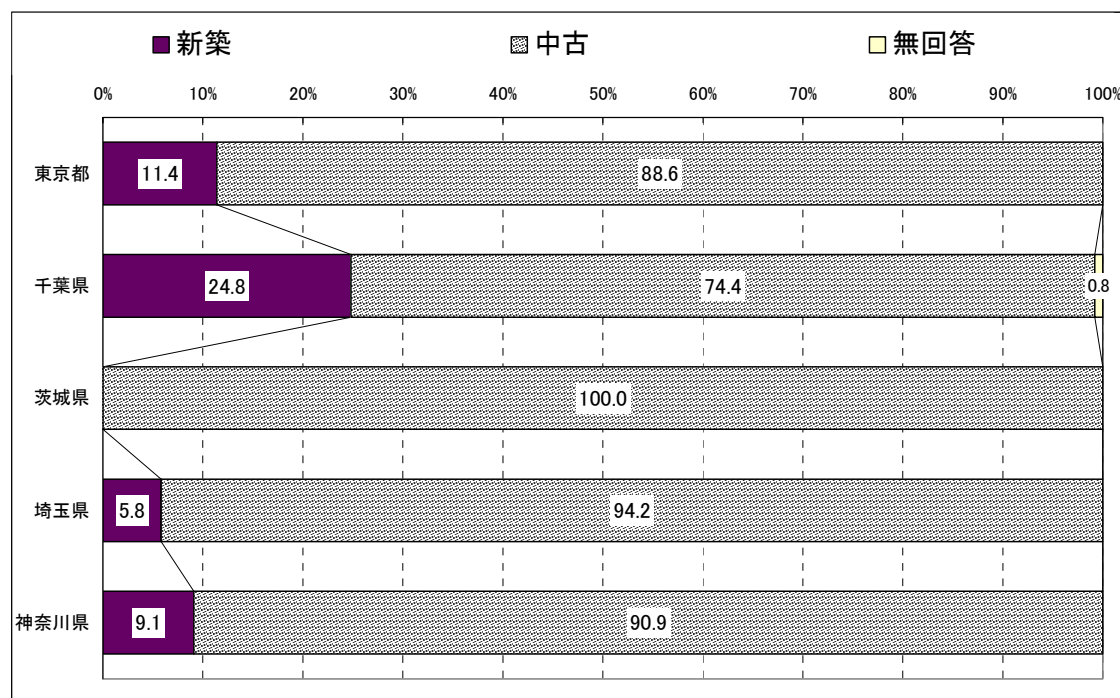 新築 中古 無回答
0% 10% 20% 30% 40% 50% 60% 70% 80% 90% 100%
東京都 11.4 88.6
千葉県 24.8 74.4 0.8
茨城県 100.0
埼玉県 5.8 94.2
神奈川県 9.1 90.9